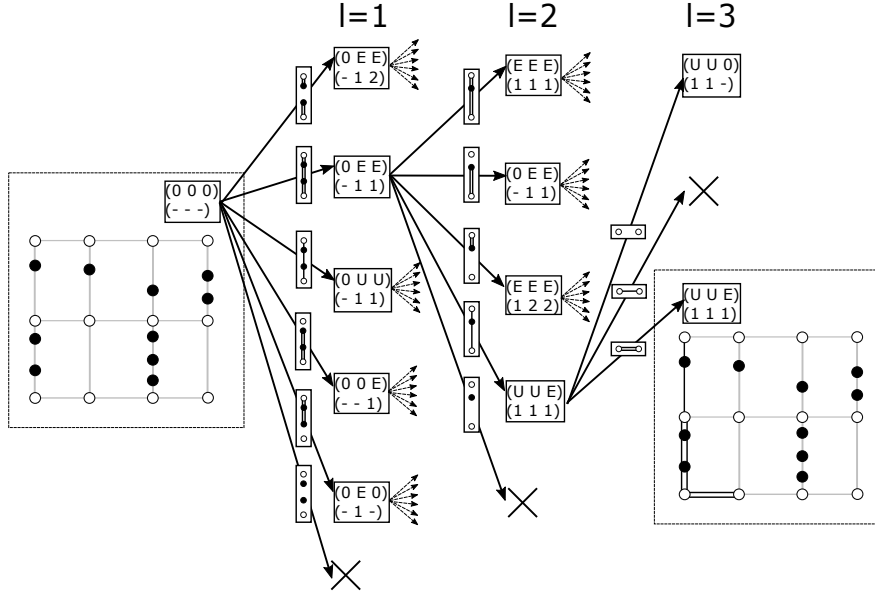 l=1
l=2
l=3
(0 0 0)
(- - -)
(0 E E)
(- 1 2)
(0 E E)
(- 1 1)
(0 U U)
(- 1 1)
(0 0 E)
(- - 1)
(0 E 0)
(- 1 -)
(E E E)
(1 1 1)
(0 E E)
(- 1 1)
(E E E)
(1 2 2)
(U U E)
(1 1 1)
(U U 0)
(1 1 -)
(U U E)
(1 1 1)